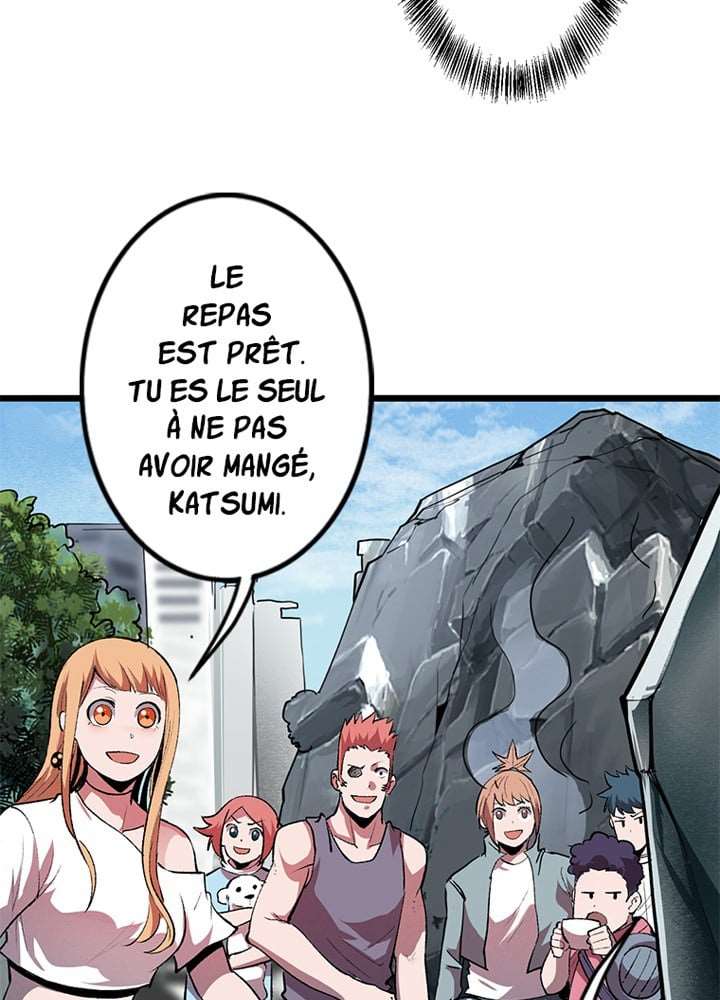 LE
REPAS
EST PRÊT.
TU ES LE SEUL
À NE PAS
AVOIR MANGÉ,
KATSUMI.